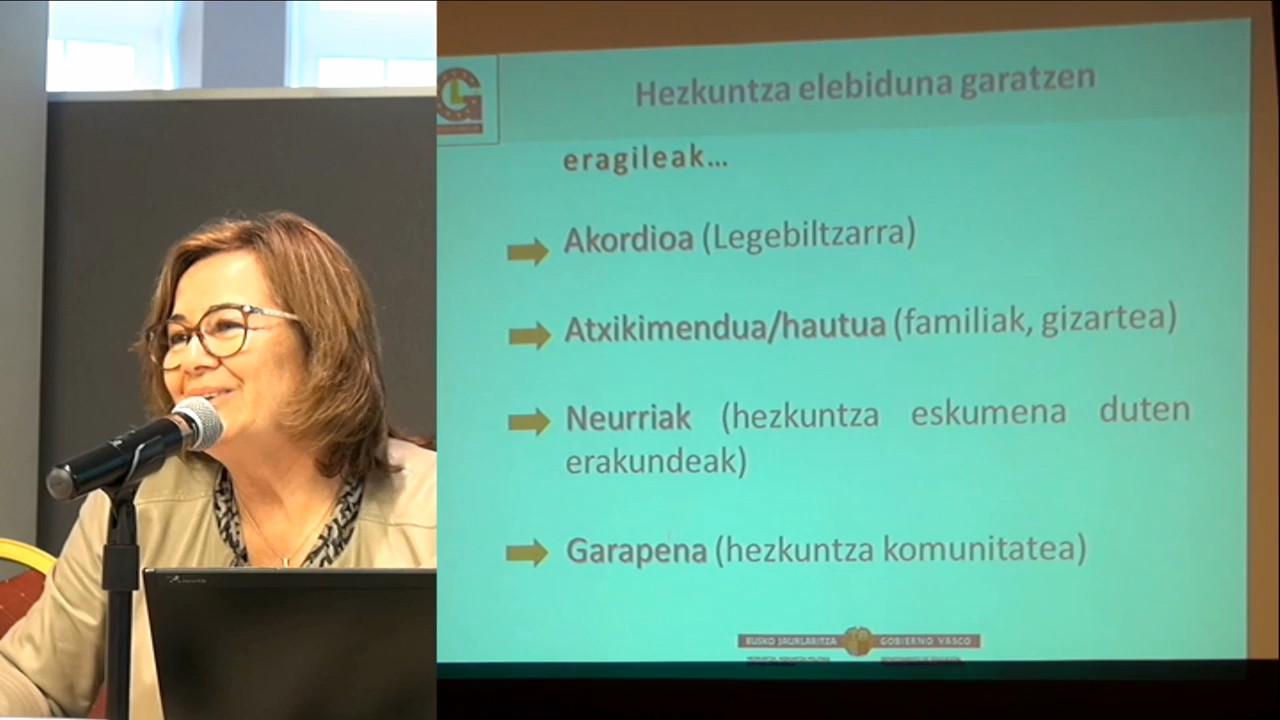 Hezkuntza elebiduna garatzen
eragileak...
Akordioa (Legebiltzarra)
Atxikimendua/hautua (familiak, gizartea)
Neurriak (hezkuntza eskumena duten
erakundeak)
Garapena (hezkuntza komunitatea)
EUSKO JAURLARITZA GOBIERNO VASCO